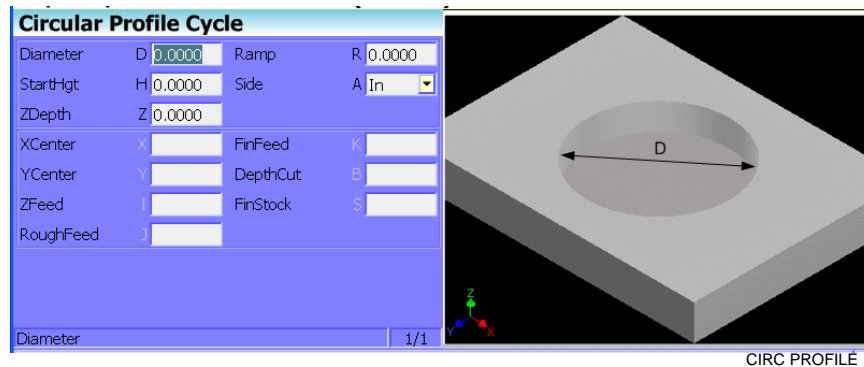 Circular Profile Cycle
Diameter D 0.0000 Ramp R 0.0000
StartHgt H 0.0000 Side A In
ZDepth Z 0.0000
XCenter X FinFeed K
YCenter Y DepthCut B
ZFeed I FinStock S
RoughFeed J
D
Z
Y X
Diameter 1/1
CIRC PROFILE